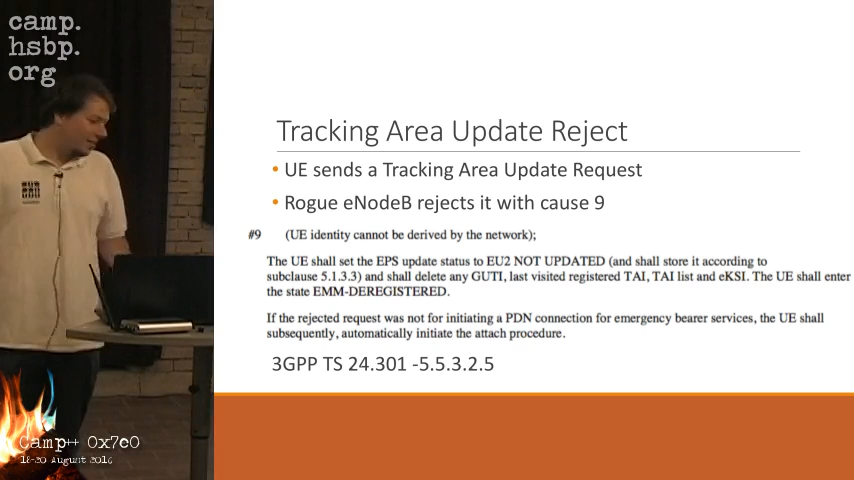 camp.
hsbp.
org
Tracking Area Update Reject
• UE sends a Tracking Area Update Request
• Rogue eNodeB rejects it with cause 9
#9 (UE identity cannot be derived by the network);
The UE shall set the EPS update status to EU2 NOT UPDATED (and shall store it according to
subclause 5.1.3.3) and shall delete any GUTI, last visited registered TAI, TAI list and eKSI. The UE shall enter
the state EMM-DEREGISTERED.
If the rejected request was not for initiating a PDN connection for emergency bearer services, the UE shall
subsequently, automatically initiate the attach procedure.
3GPP TS 24.301 -5.5.3.2.5
Camp++ 0x7e0
18-20 August 2016